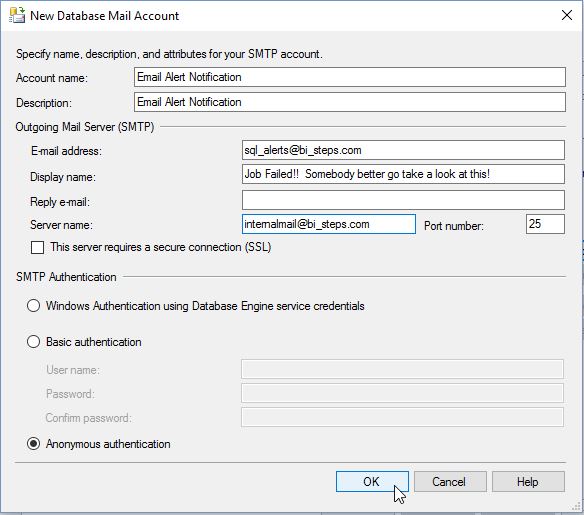 New Database Mail Account
Specify name, description, and attributes for your SMTP account.
Account name: Email Alert Notification
Description: Email Alert Notification
Outgoing Mail Server (SMTP)
E-mail address: sql_alerts@bi_steps.com
Display name: Job Failed!!  Somebody better go take a look at this!
Reply e-mail:
Server name: internalmail@bi_steps.com Port number: 25
This server requires a secure connection (SSL)
SMTP Authentication
Windows Authentication using Database Engine service credentials
Basic authentication
User name:
Password:
Confirm password:
Anonymous authentication
OK Cancel Help